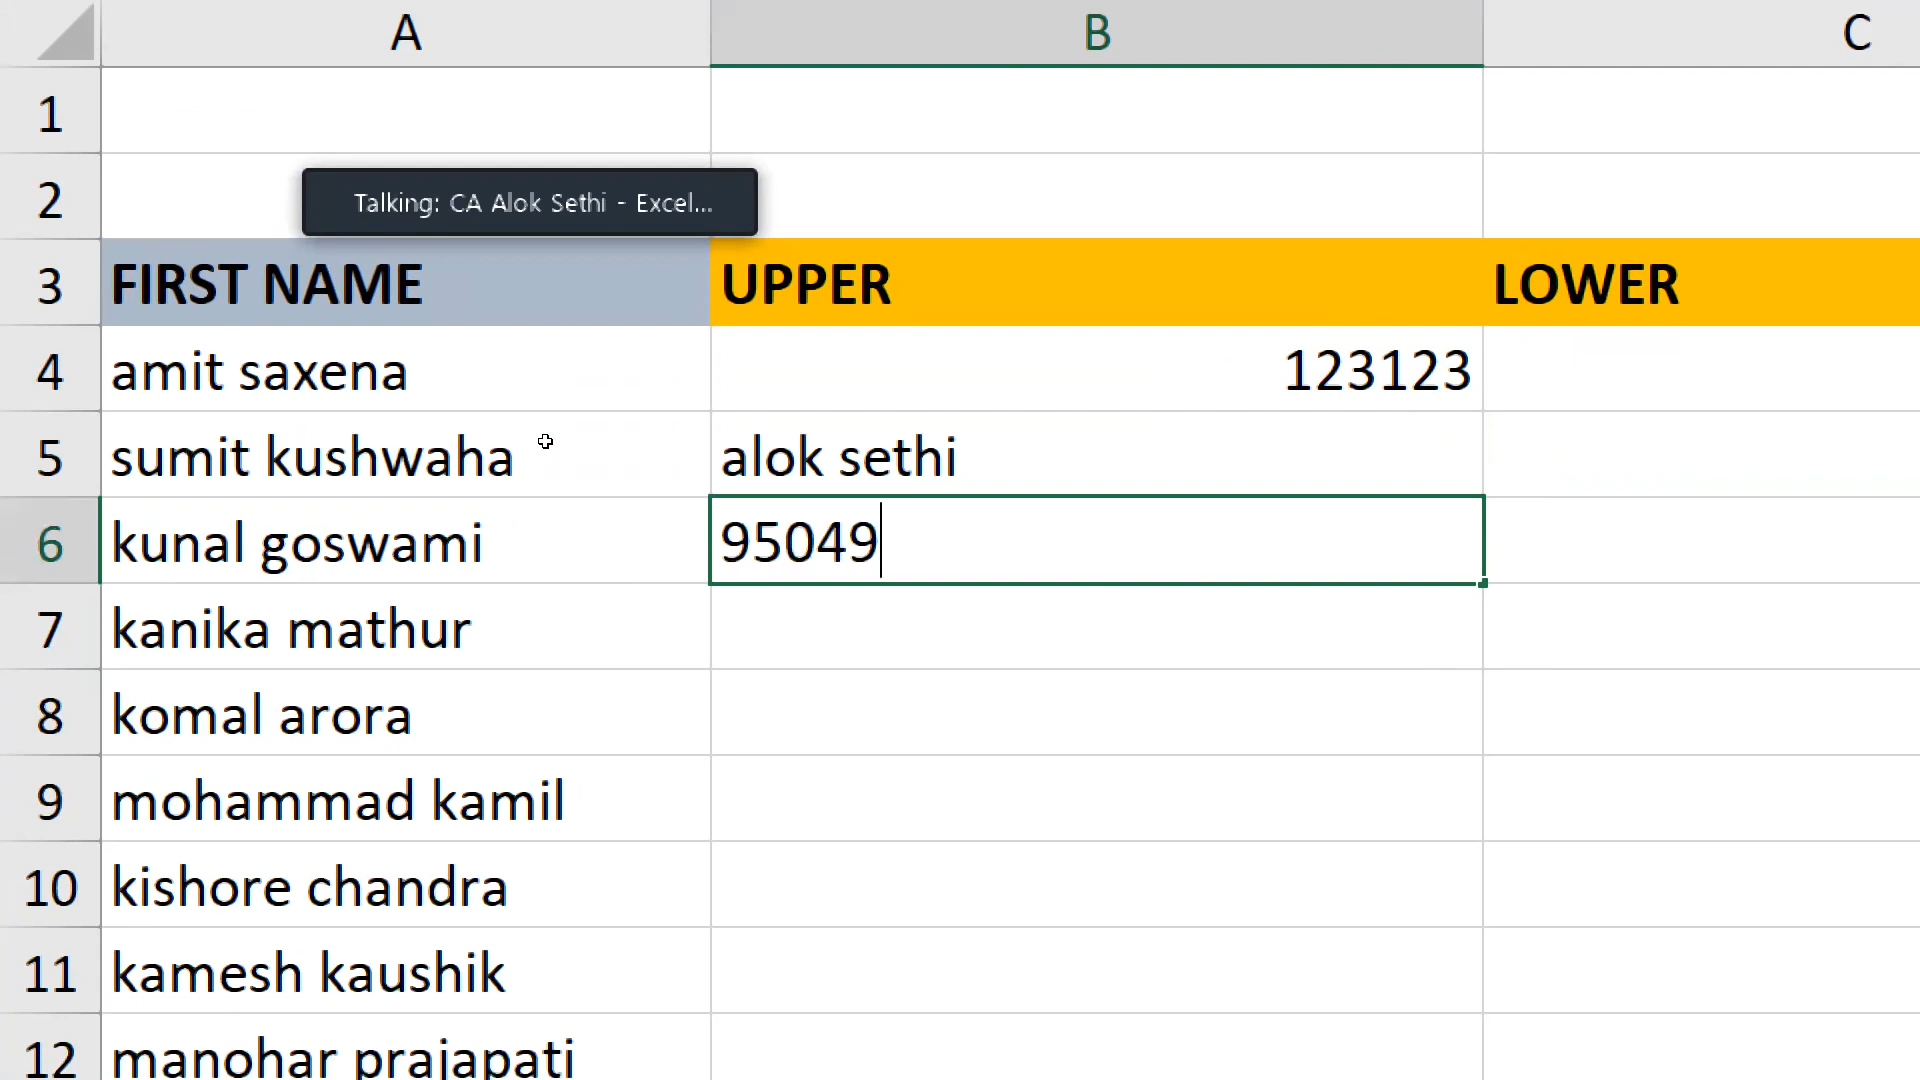 A B C
1
2
Talking: CA Alok Sethi - Excel...
3 FIRST NAME UPPER LOWER
4 amit saxena 123123
5 sumit kushwaha alok sethi
6 kunal goswami 95049
7 kanika mathur
8 komal arora
9 mohammad kamil
10 kishore chandra
11 kamesh kaushik
12 manohar prajapati